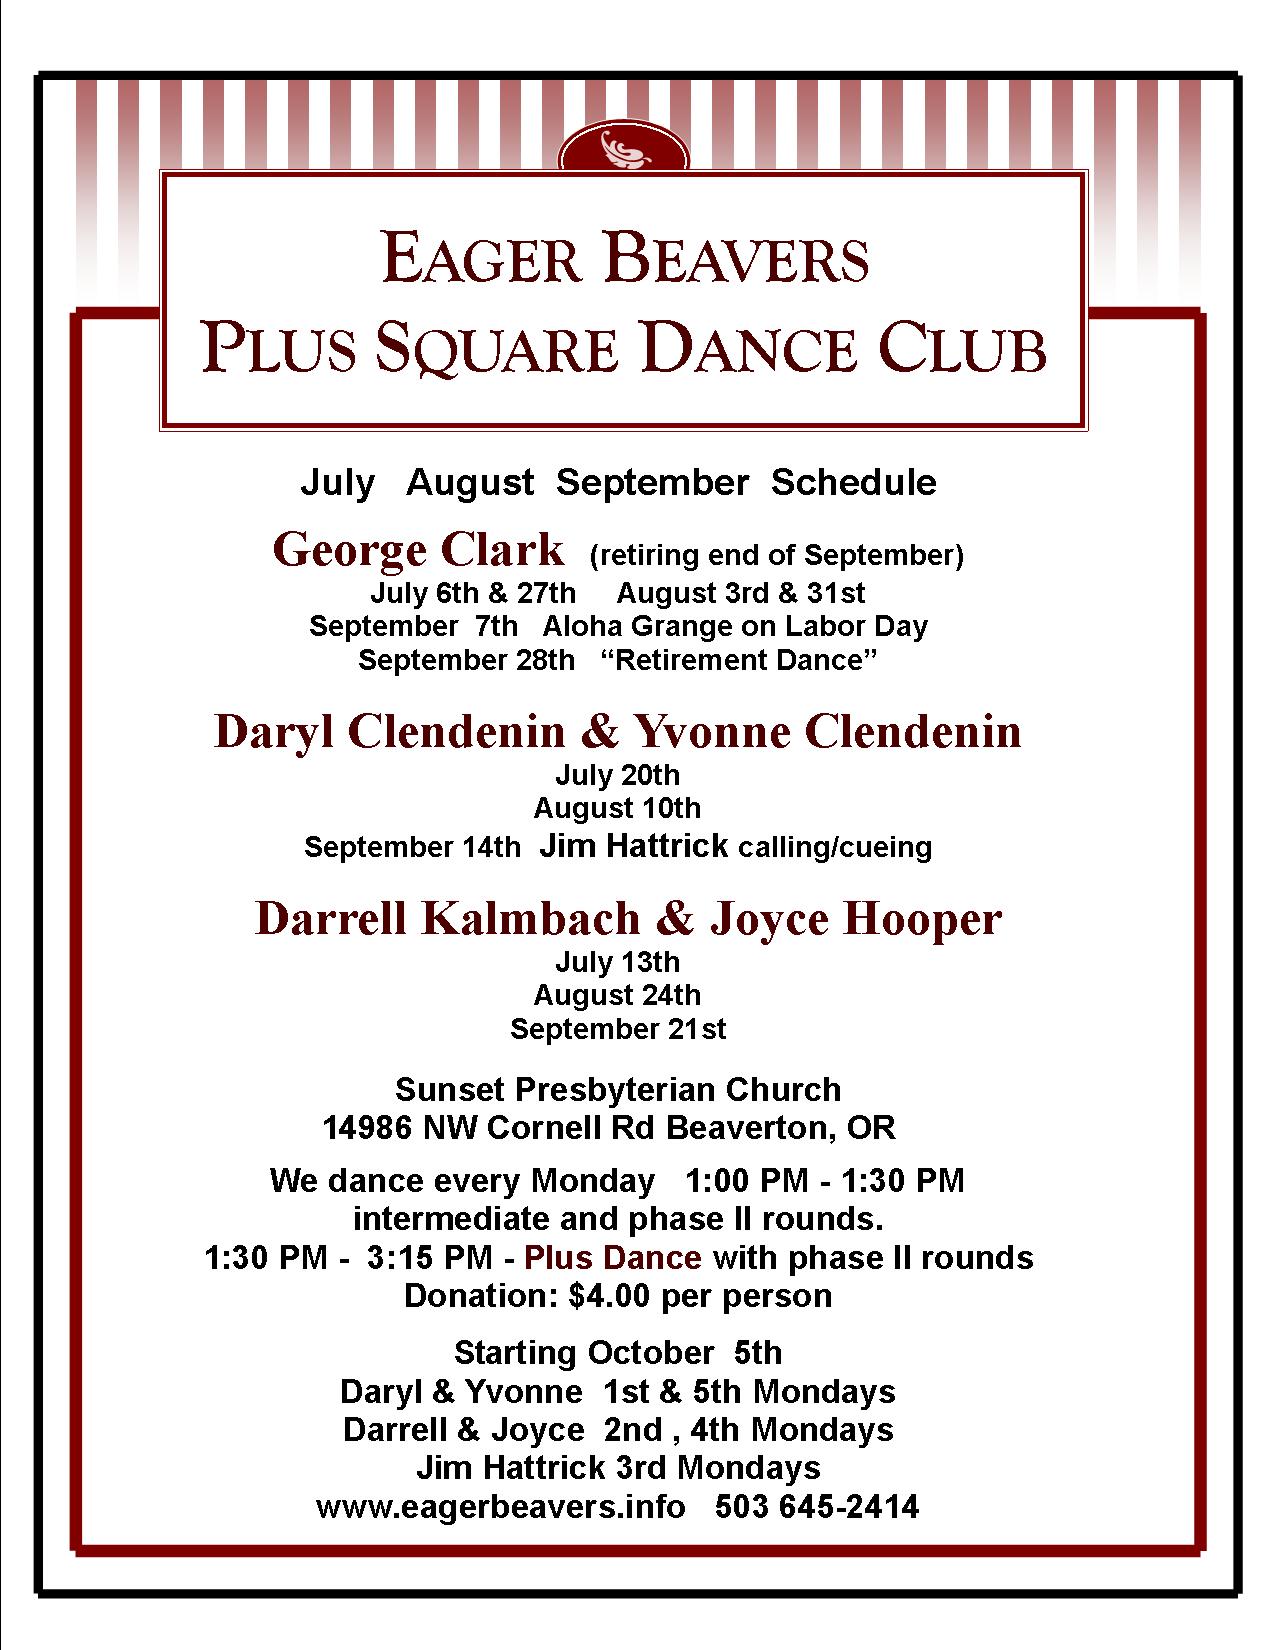 EAGER BEAVERS
PLUS SQUARE DANCE CLUB
July August September Schedule
George Clark (retiring end of September)
July 6th & 27th August 3rd & 31st
September 7th Aloha Grange on Labor Day
September 28th “Retirement Dance”
Daryl Clendenin & Yvonne Clendenin
July 20th
August 10th
September 14th Jim Hattrick calling/cueing
Darrell Kalmbach & Joyce Hooper
July 13th
August 24th
September 21st
Sunset Presbyterian Church
14986 NW Cornell Rd Beaverton, OR
We dance every Monday 1:00 PM - 1:30 PM
intermediate and phase II rounds.
1:30 PM - 3:15 PM - Plus Dance with phase II rounds
Donation: $4.00 per person
Starting October 5th
Daryl & Yvonne 1st & 5th Mondays
Darrell & Joyce 2nd , 4th Mondays
Jim Hattrick 3rd Mondays
www.eagerbeavers.info 503 645-2414